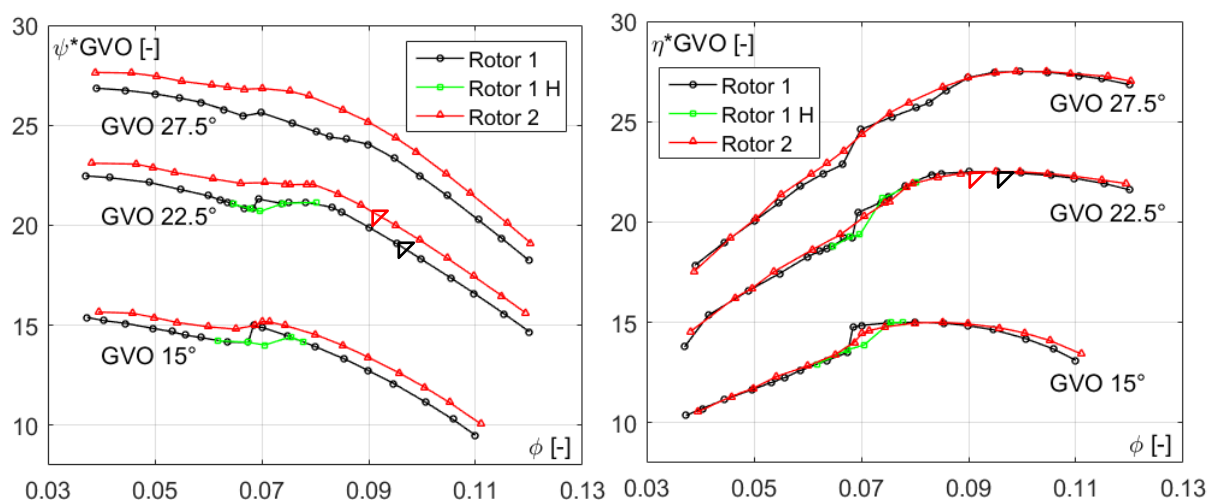 ψ*GVO [-]
Rotor 1
Rotor 1 H
Rotor 2
GVO 27.5°
GVO 22.5°
GVO 15°
30
25
20
15
10
ϕ [-]
0.03 0.05 0.07 0.09 0.11 0.13
η*GVO [-]
Rotor 1
Rotor 1 H
Rotor 2
GVO 27.5°
GVO 22.5°
GVO 15°
30
25
20
15
10
ϕ [-]
0.03 0.05 0.07 0.09 0.11 0.13